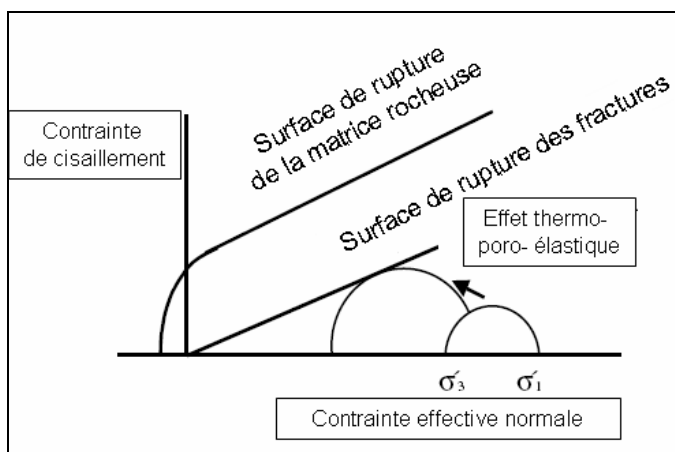 Surface de rupture
de la matrice rocheuse
Surface de rupture des fractures
Contrainte
de cisaillement
Effet thermo-
poro- élastique
σ'3 σ'1
Contrainte effective normale